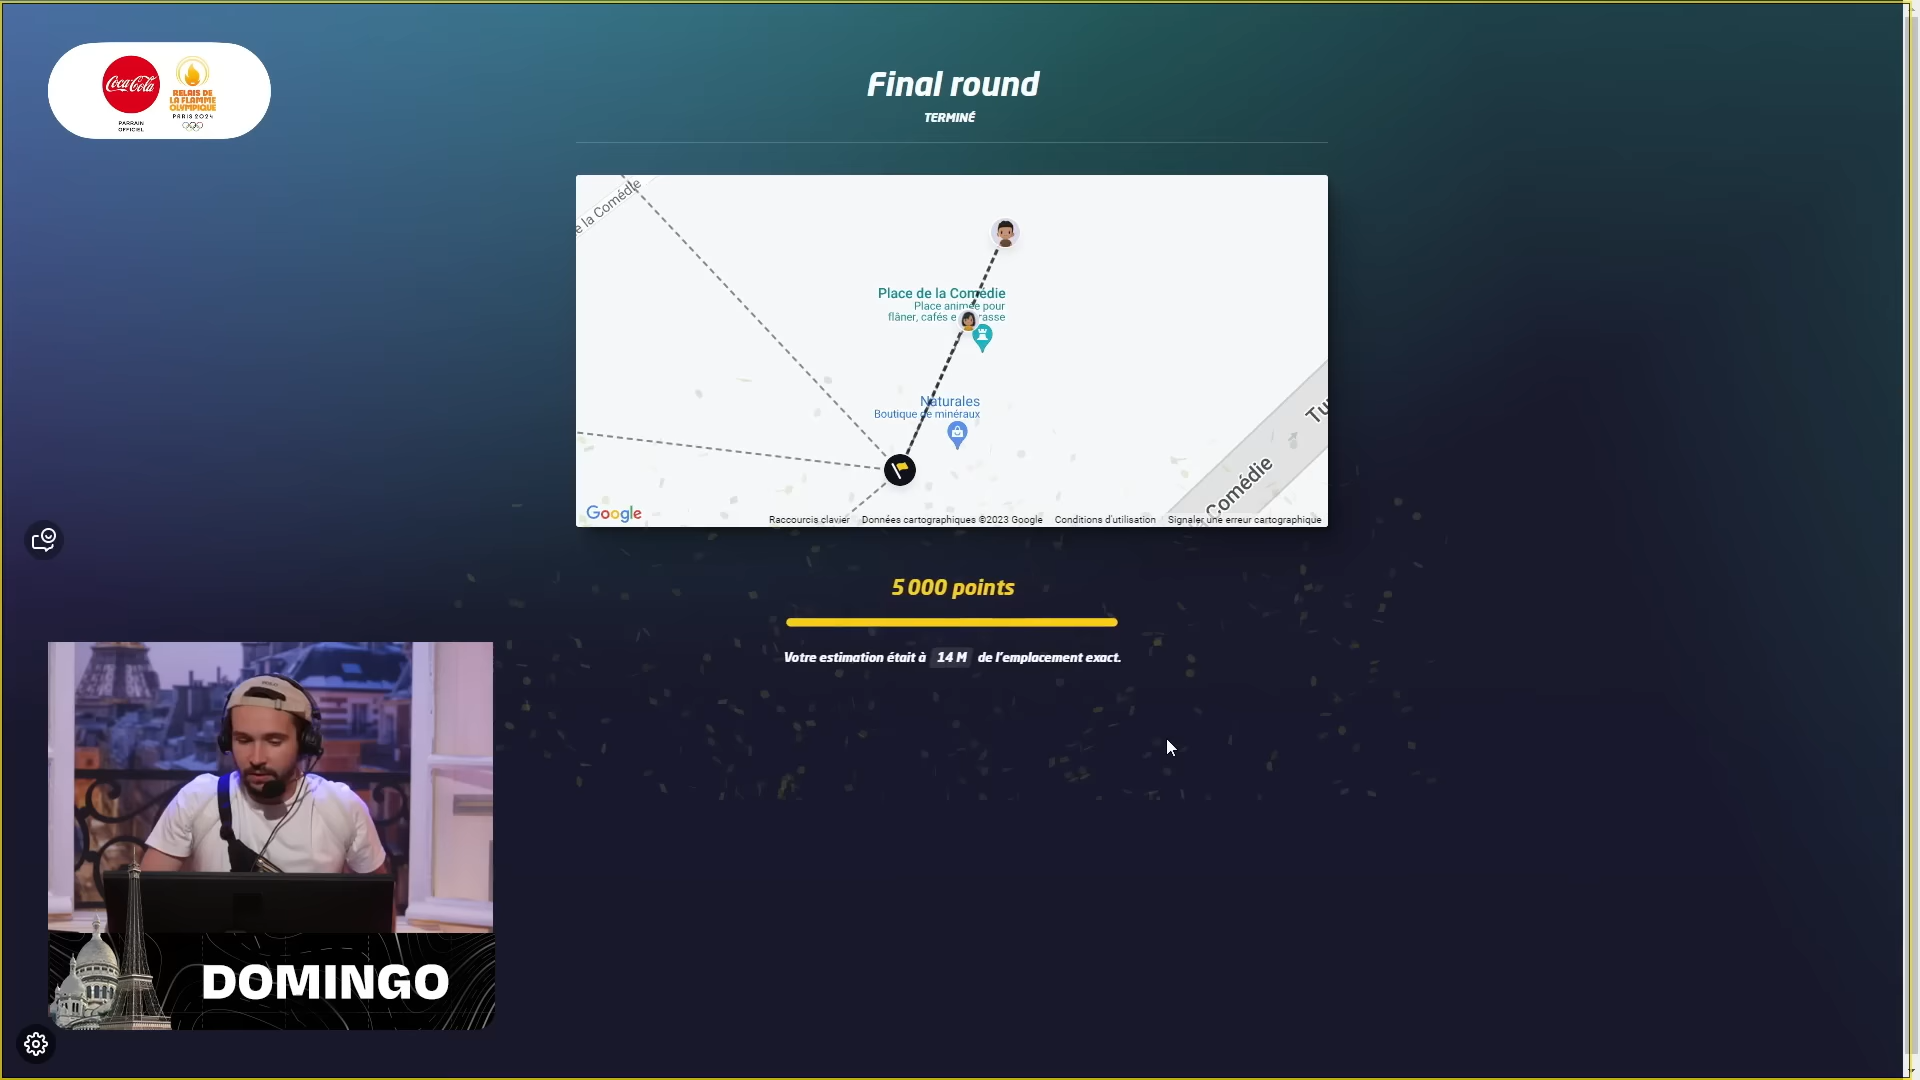 Coca-Cola
PARRAIN
OFFICIEL
RELAIS DE
LA FLAMME
OLYMPIQUE
PARIS 2024
Final round
TERMINÉ
e la Comédie
Place de la Comédie
Place animée pour
flâner, cafés e rasse
Naturales
Boutique de minéraux
Tu
Comédie
Google
Raccourcis clavier
Données cartographiques ©2023 Google
Conditions d'utilisation
Signaler une erreur cartographique
5 000 points
Votre estimation était à 14 M de l'emplacement exact.
DOMINGO